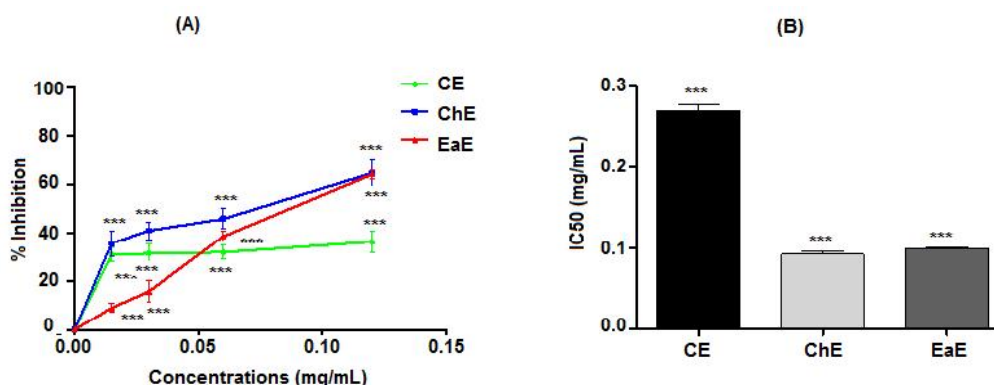 (A)
100
80
60
40
20
0
% Inhibition
CE
ChE
EaE
***
***
***
***
***
***
***
***
***
***
***
***
0.00
0.05
0.10
0.15
Concentrations (mg/mL)
(B)
0.3
0.2
0.1
0.0
IC50 (mg/mL)
***
***
***
CE
ChE
EaE